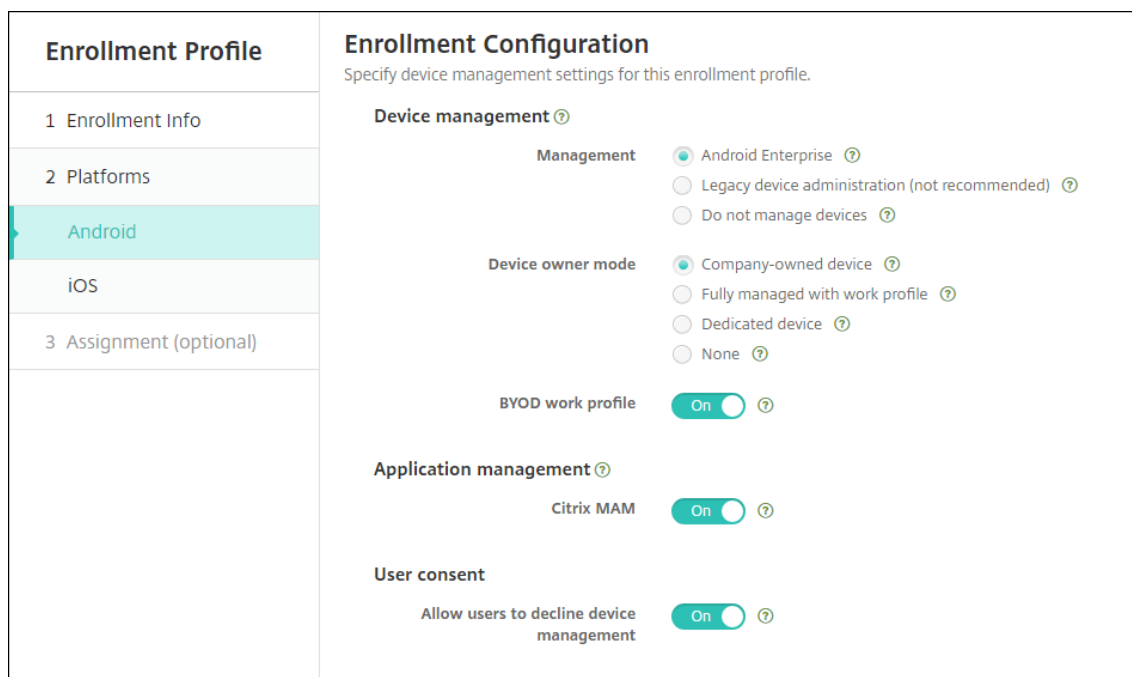 Enrollment Profile
1 Enrollment Info
2 Platforms
Android
iOS
3 Assignment (optional)
Enrollment Configuration
Specify device management settings for this enrollment profile.
Device management ?
Management
Android Enterprise ?
Legacy device administration (not recommended) ?
Do not manage devices ?
Device owner mode
Company-owned device ?
Fully managed with work profile ?
Dedicated device ?
None ?
BYOD work profile
On ?
Application management ?
Citrix MAM
On ?
User consent
Allow users to decline device
management
On ?